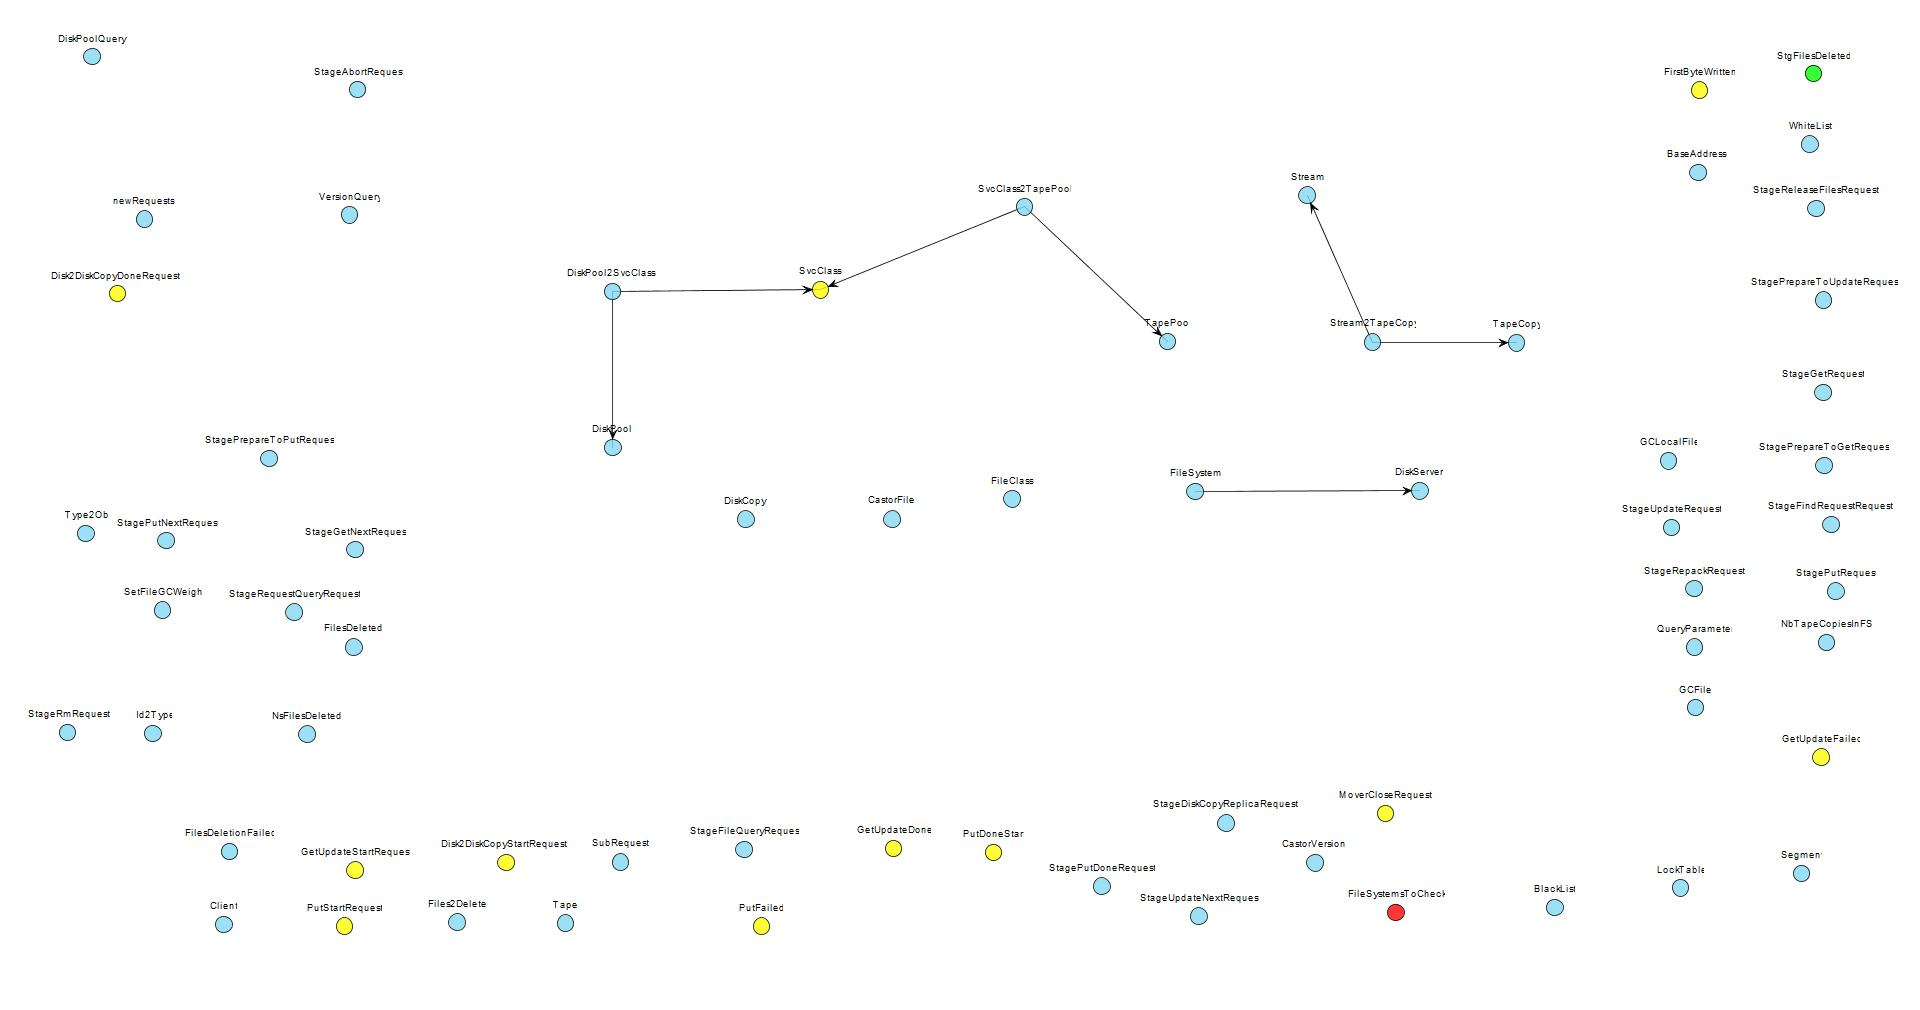 DiskPoolQuery
StageAbortReques
StgFilesDeleted
FirstByteWritten
WhiteList
BaseAddress
Stream
SvcClass2TapePool
StageReleaseFilesRequest
newRequests
VersionQuery
DiskPool2SvcClass
SvcClass
Disk2DiskCopyDoneRequest
StagePrepareToUpdateReques
TapePoo
Stream2TapeCopy
TapeCopy
StageGetRequest
DiskPool
StagePrepareToPutReques
GCLocalFile
StagePrepareToGetReques
FileSystem
DiskServer
FileClass
DiskCopy
CastorFile
StageUpdateRequest
StageFindRequestRequest
Type2Ob
StagePutNextReques
StageGetNextReques
StageRepackRequest
StagePutReques
SetFileGCWeigh
StageRequestQueryRequest
FilesDeleted
QueryParamete
NbTapeCopiesInFS
GCFile
StageRmRequest
Id2Type
NsFilesDeleted
GetUpdateFailed
MoverCloseRequest
StageDiskCopyReplicaRequest
FilesDeletionFailed
GetUpdateStartReques
Disk2DiskCopyStartRequest
SubRequest
StageFileQueryReques
GetUpdateDone
PutDoneStar
CastorVersion
StagePutDoneRequest
LockTable
Segmen
Client
PutStartRequest
Files2Delete
Tape
PutFailed
StageUpdateNextReques
FileSystemsToCheck
BlackList